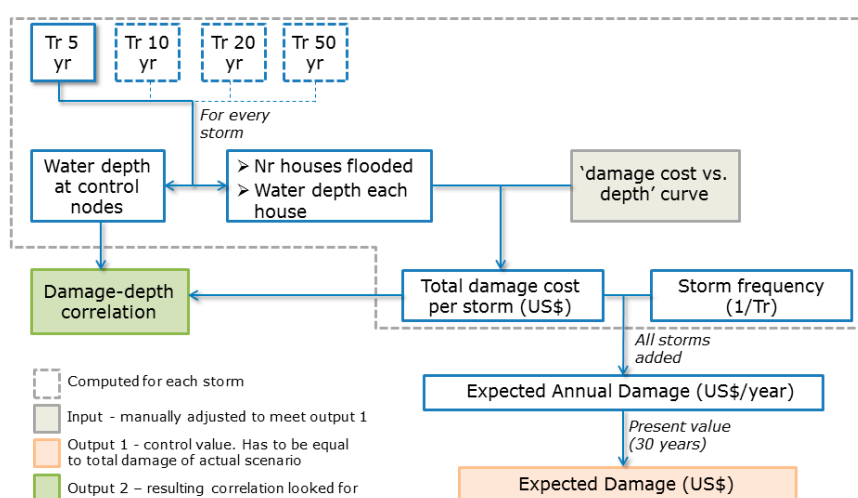 Tr 5
yr
Tr 10
yr
Tr 20
yr
Tr 50
yr
For every
storm
Water depth
at control
nodes
➢ Nr houses flooded
➢ Water depth each
house
‘damage cost vs.
depth’ curve
Damage-depth
correlation
Total damage cost
per storm (US$)
Storm frequency
(1/Tr)
All storms
added
Computed for each storm
Input - manually adjusted to meet output 1
Output 1 - control value. Has to be equal
to total damage of actual scenario
Output 2 – resulting correlation looked for
Expected Annual Damage (US$/year)
Present value
(30 years)
Expected Damage (US$)